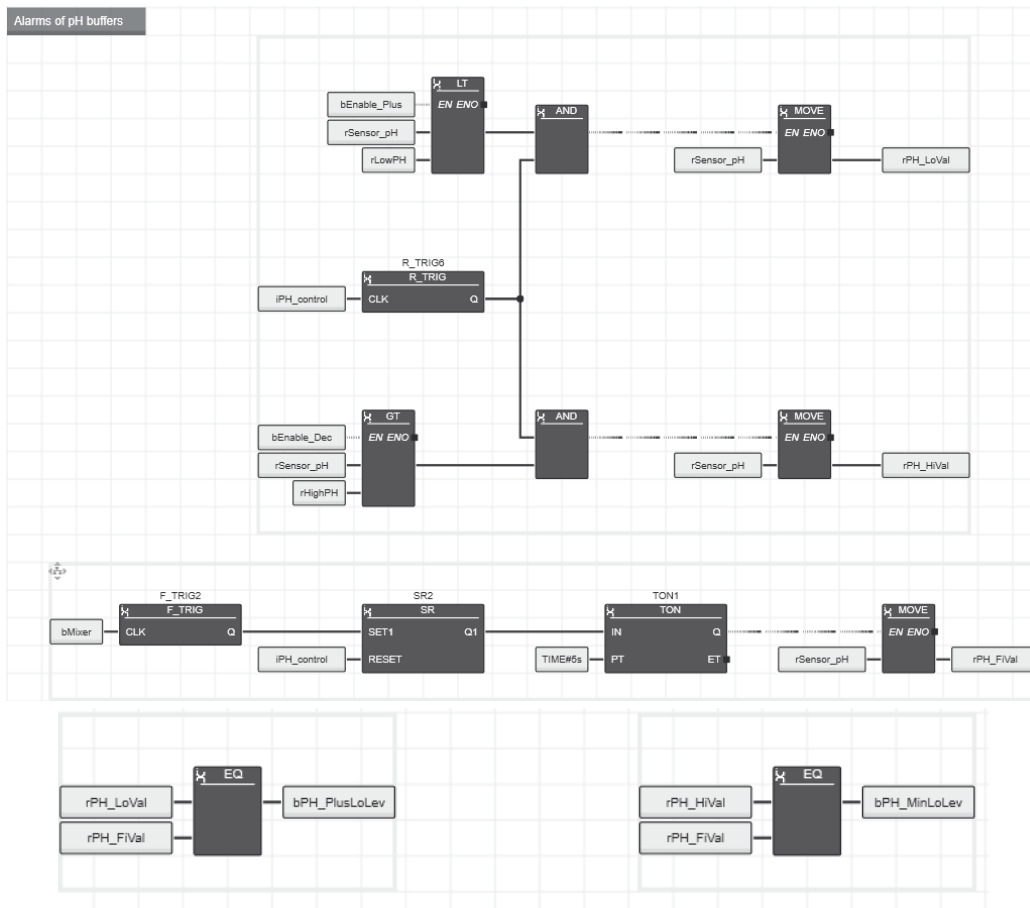 Alarms of pH buffers
LT
bEnable_Plus
EN ENO
rSensor_pH
rLowPH
AND
MOVE
EN ENO
rSensor_pH
rPH_LoVal
R_TRIG6
R_TRIG
iPH_control
CLK
Q
GT
bEnable_Dec
EN ENO
rSensor_pH
rHighPH
AND
MOVE
EN ENO
rSensor_pH
rPH_HiVal
F_TRIG2
F_TRIG
bMixer
CLK
Q
SR2
SR
SET1
Q1
iPH_control
RESET
TON1
TON
IN
Q
TIME#5s
PT
ET
MOVE
EN ENO
rSensor_pH
rPH_FiVal
EQ
rPH_LoVal
bPH_PlusLoLev
rPH_FiVal
EQ
rPH_HiVal
bPH_MinLoLev
rPH_FiVal